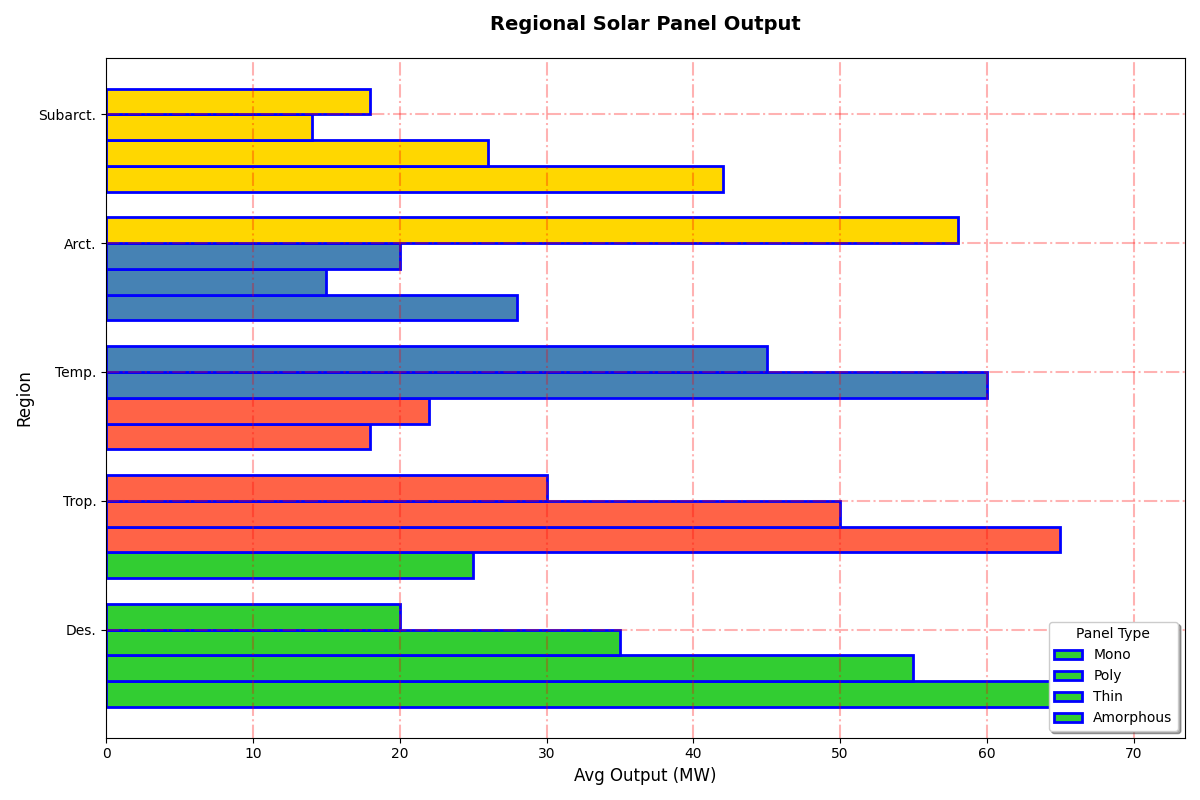 Regional Solar Panel Output
Region
Subarct.
Arct.
Temp.
Trop.
Des.
0 10 20 30 40 50 60 70
Avg Output (MW)
Panel Type
Mono
Poly
Thin
Amorphous